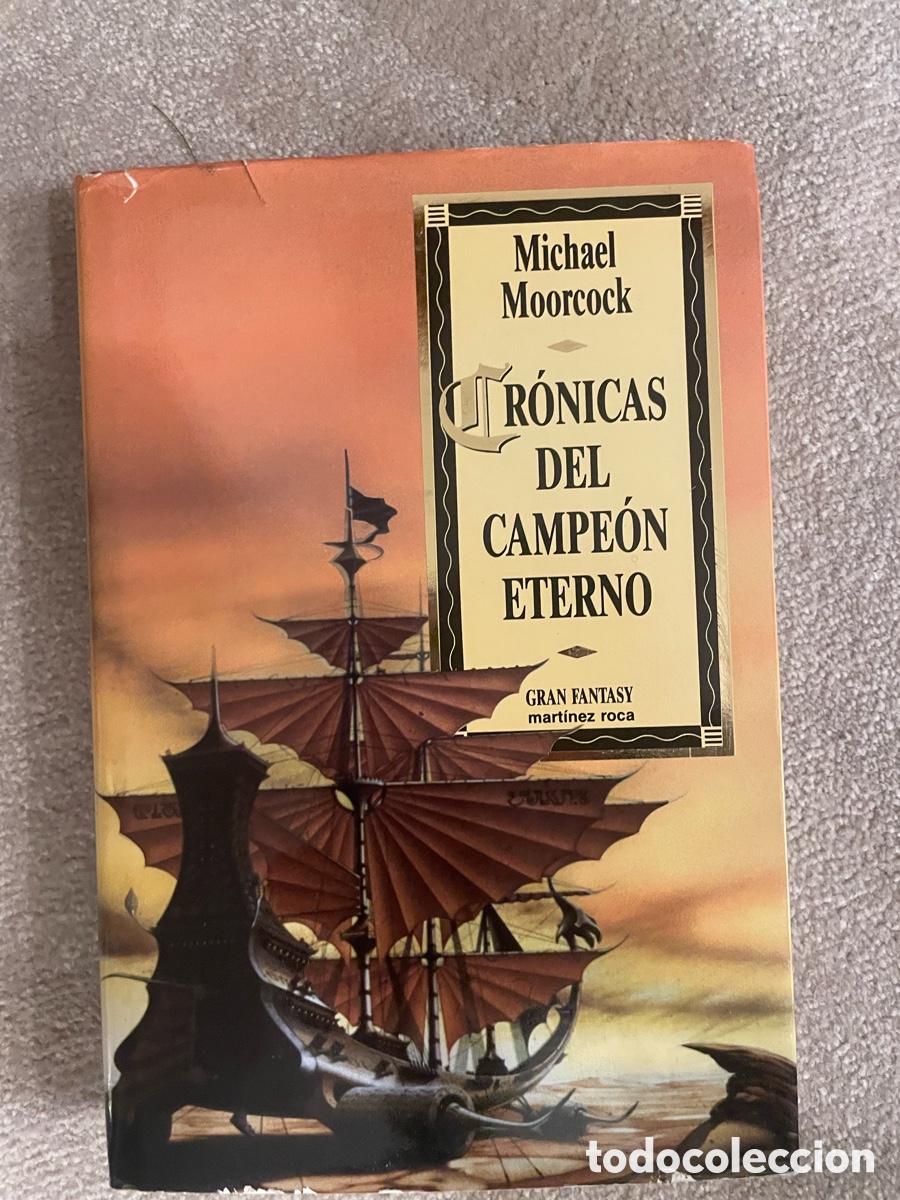 Michael
Moorcock
CRÓNICAS
DEL
CAMPEÓN
ETERNO
GRAN FANTASY
martínez roca
todocoleccion